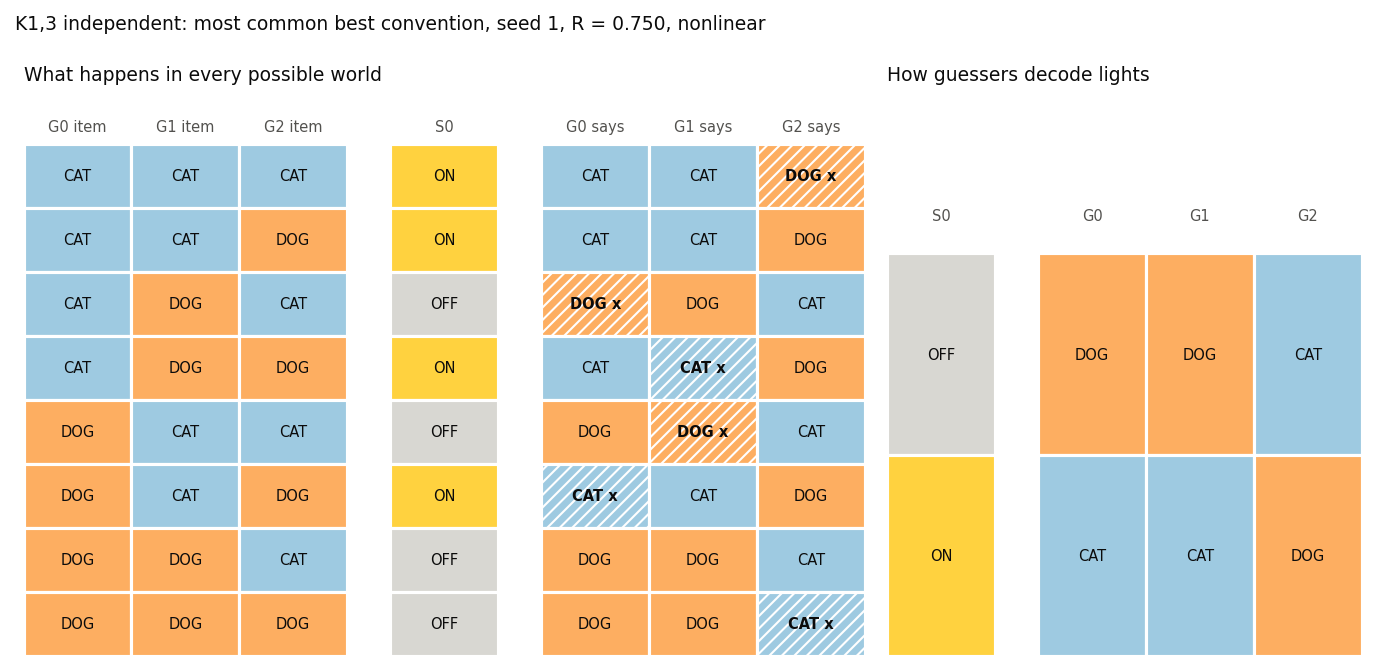 K1,3 independent: most common best convention, seed 1, R = 0.750, nonlinear
What happens in every possible world
How guessers decode lights
G0 item G1 item G2 item S0 G0 says G1 says G2 says
CAT CAT CAT ON CAT CAT DOG x
CAT CAT DOG ON CAT CAT DOG
CAT DOG CAT OFF DOG x DOG CAT
CAT DOG DOG ON CAT CAT x DOG
DOG CAT CAT OFF DOG DOG x CAT
DOG CAT DOG ON CAT x CAT DOG
DOG DOG CAT OFF DOG DOG CAT
DOG DOG DOG OFF DOG DOG CAT x
S0 G0 G1 G2
OFF DOG DOG CAT
ON CAT CAT DOG